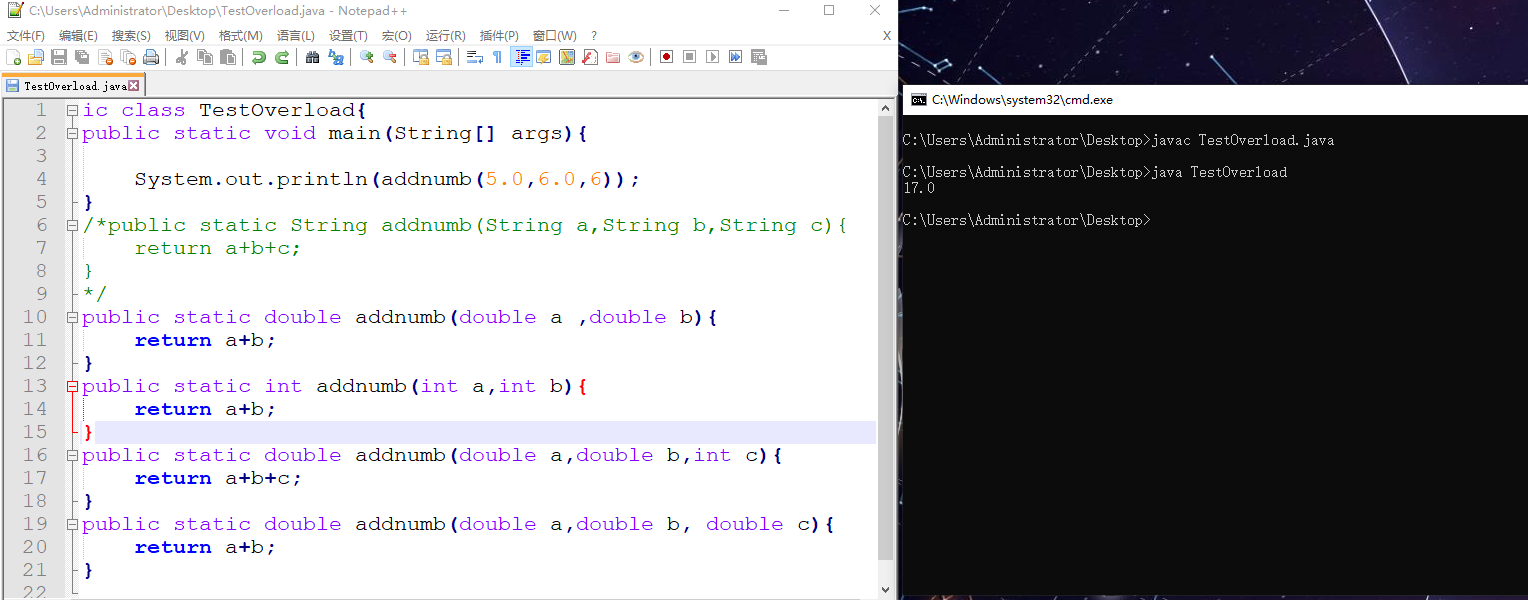 C:\Users\Administrator\Desktop\TestOverload.java - Notepad++
文件(F) 编辑(E) 搜索(S) 视图(V) 格式(M) 语言(L) 设置(T) 宏(O) 运行(R) 插件(P) 窗口(W) ? X
TestOverload.java
1 ic class TestOverload{
2 public static void main(String[] args){
3
4 System.out.println(addnumb(5.0,6.0,6));
5 }
6 /*public static String addnumb(String a,String b,String c){
7 return a+b+c;
8 }
9 */
10 public static double addnumb(double a ,double b){
11 return a+b;
12 }
13 public static int addnumb(int a,int b){
14 return a+b;
15 }
16 public static double addnumb(double a,double b,int c){
17 return a+b+c;
18 }
19 public static double addnumb(double a,double b, double c){
20 return a+b;
21 }
22
C:\Windows\system32\cmd.exe
C:\Users\Administrator\Desktop>javac TestOverload.java
C:\Users\Administrator\Desktop>java TestOverload
17.0
C:\Users\Administrator\Desktop>